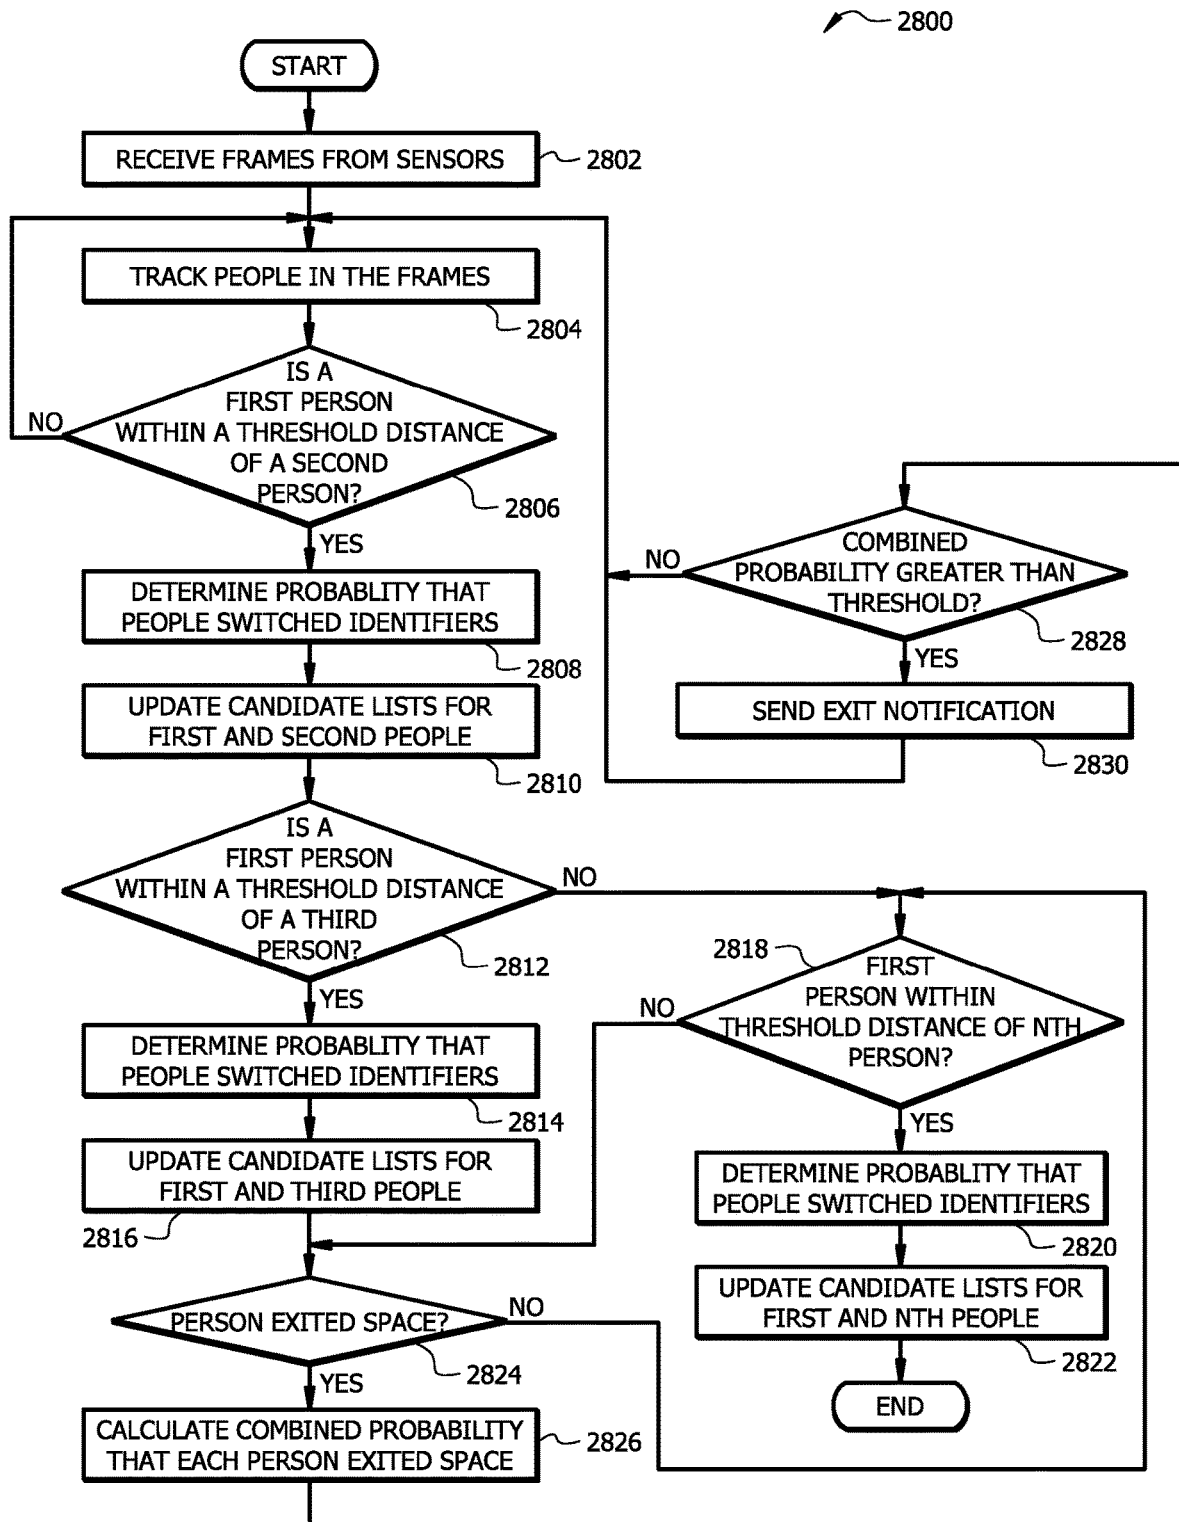 2800
START
RECEIVE FRAMES FROM SENSORS
2802
TRACK PEOPLE IN THE FRAMES
2804
IS A
FIRST PERSON
WITHIN A THRESHOLD DISTANCE
OF A SECOND
PERSON?
NO
2806
YES
DETERMINE PROBABLITY THAT
PEOPLE SWITCHED IDENTIFIERS
2808
UPDATE CANDIDATE LISTS FOR
FIRST AND SECOND PEOPLE
2810
IS A
FIRST PERSON
WITHIN A THRESHOLD DISTANCE
OF A THIRD
PERSON?
NO
2812
YES
DETERMINE PROBABLITY THAT
PEOPLE SWITCHED IDENTIFIERS
2814
UPDATE CANDIDATE LISTS FOR
FIRST AND THIRD PEOPLE
2816
PERSON EXITED SPACE?
NO
2824
YES
CALCULATE COMBINED PROBABILITY
THAT EACH PERSON EXITED SPACE
2826
COMBINED
PROBABILITY GREATER THAN
THRESHOLD?
NO
2828
YES
SEND EXIT NOTIFICATION
2830
2818
FIRST
PERSON WITHIN
THRESHOLD DISTANCE OF NTH
PERSON?
NO
YES
DETERMINE PROBABLITY THAT
PEOPLE SWITCHED IDENTIFIERS
2820
UPDATE CANDIDATE LISTS FOR
FIRST AND NTH PEOPLE
2822
END